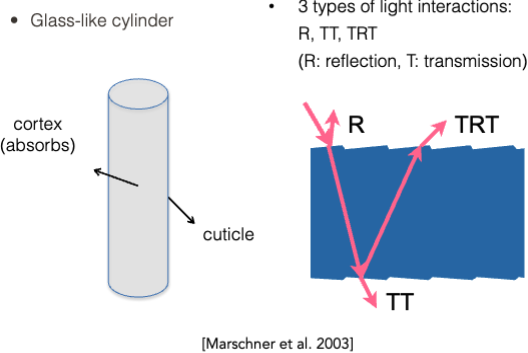 • Glass-like cylinder
• 3 types of light interactions:
R, TT, TRT
(R: reflection, T: transmission)
cortex
(absorbs)
cuticle
R
TRT
TT
[Marschner et al. 2003]